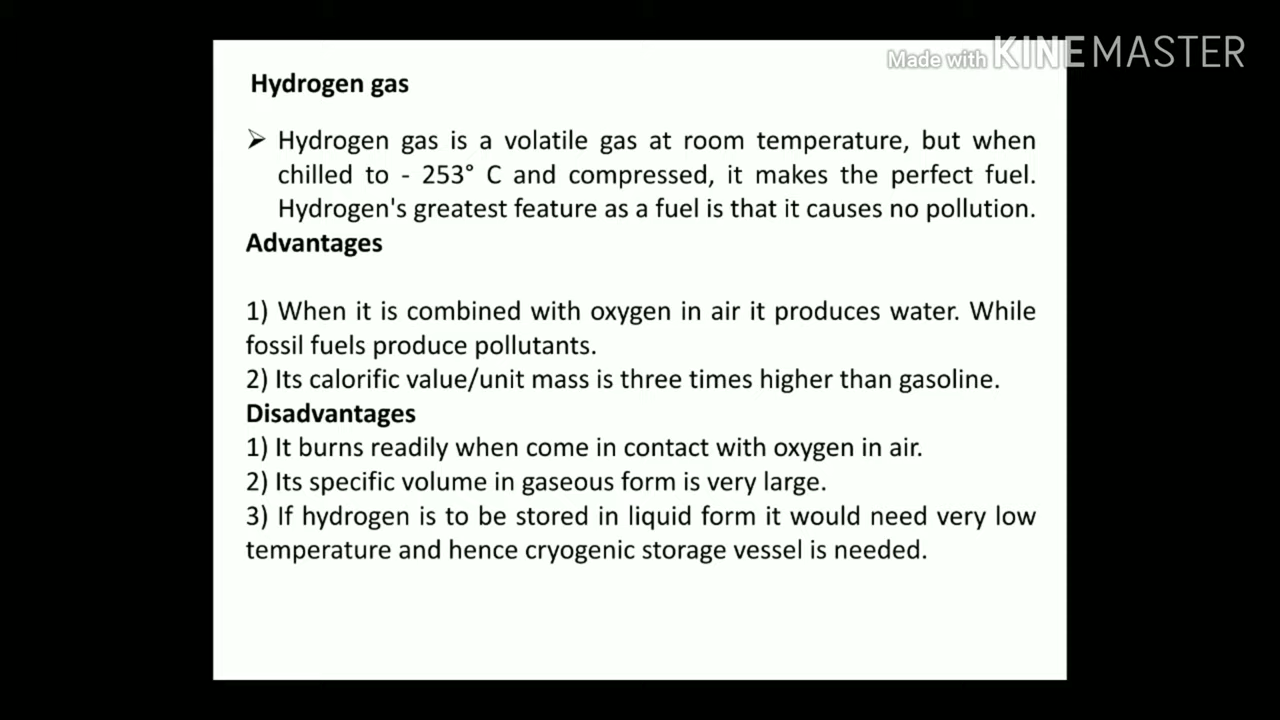 Made with KINEMASTER
Hydrogen gas
➢ Hydrogen gas is a volatile gas at room temperature, but when
chilled to - 253° C and compressed, it makes the perfect fuel.
Hydrogen's greatest feature as a fuel is that it causes no pollution.
Advantages
1) When it is combined with oxygen in air it produces water. While
fossil fuels produce pollutants.
2) Its calorific value/unit mass is three times higher than gasoline.
Disadvantages
1) It burns readily when come in contact with oxygen in air.
2) Its specific volume in gaseous form is very large.
3) If hydrogen is to be stored in liquid form it would need very low
temperature and hence cryogenic storage vessel is needed.